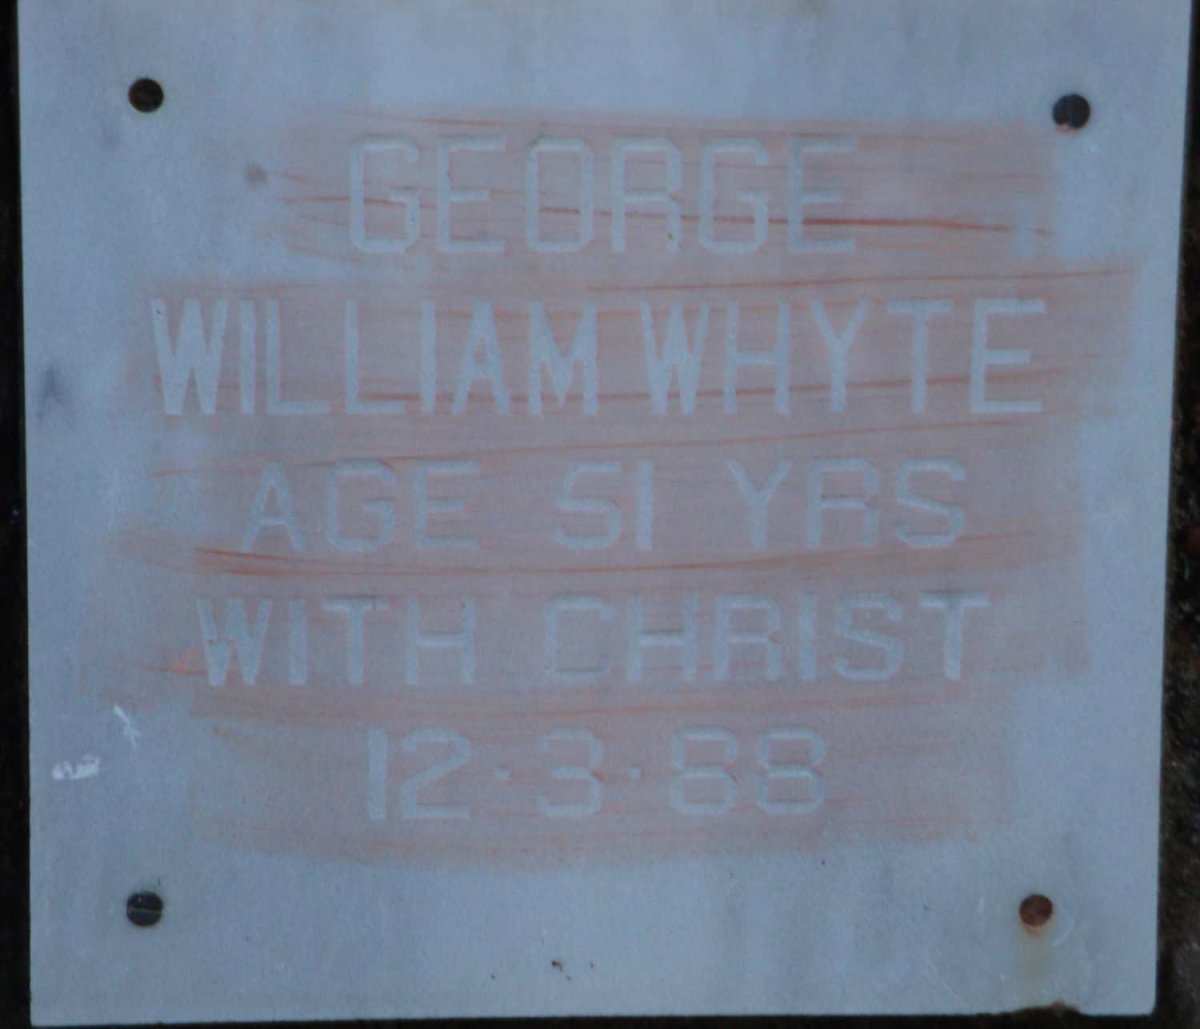 GEORGE
WILLIAM WHYTE
AGE 51 YRS
WITH CHRIST
12·3·88